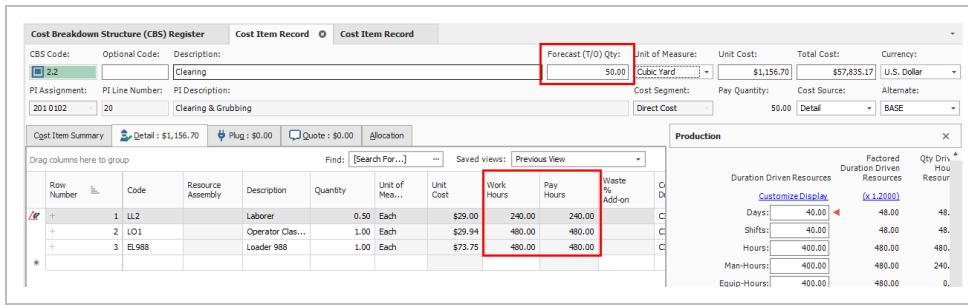 Cost Breakdown Structure (CBS) Register Cost Item Record Cost Item Record
CBS Code: Optional Code: Description: Forecast (T/O) Qty: Unit of Measure: Unit Cost: Total Cost: Currency:
2.2 Clearing 50.00 Cubic Yard $1,156.70 $57,835.17 U.S. Dollar
PI Assignment: PI Line Number: PI Description: Cost Segment: Pay Quantity: Cost Source: Alternate:
201 0102 20 Clearing & Grubbing Direct Cost 50.00 Detail BASE
Cost Item Summary Detail : $1,156.70 Plug : $0.00 Quote : $0.00 Allocation Production
Drag columns here to group Find: [Search For...] ... Saved views: Previous View
Row Number Code Resource Assembly Description Quantity Unit of Mea... Unit Cost Work Hours Pay Hours Waste % Add-on
1 LL2 Laborer 0.50 Each $29.00 240.00 240.00
2 LO1 Operator Clas... 1.00 Each $29.94 480.00 480.00
3 EL988 Loader 988 1.00 Each $73.75 480.00 480.00
Duration Driven Resources Factored Duration Driven Resources Qty Driv Hou Resour
Customize Display (x 1.2000)
Days: 40.00 48.00 48.
Shifts: 40.00 48.00 48.
Hours: 400.00 480.00 480.
Man-Hours: 400.00 480.00 240.
Equip-Hours: 400.00 480.00 0.